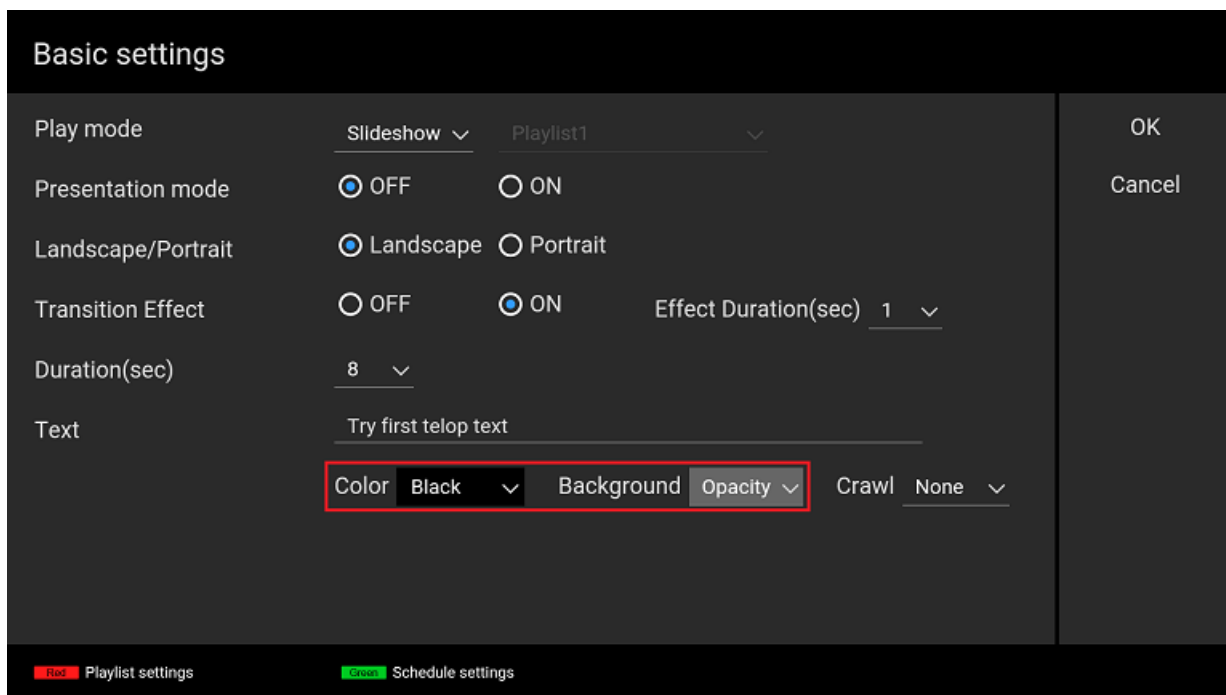 Basic settings
Play mode Slideshow Playlist1 OK
Presentation mode OFF ON Cancel
Landscape/Portrait Landscape Portrait
Transition Effect OFF ON Effect Duration(sec) 1
Duration(sec) 8
Text Try first telop text
Color Black Background Opacity Crawl None
Red Playlist settings Green Schedule settings